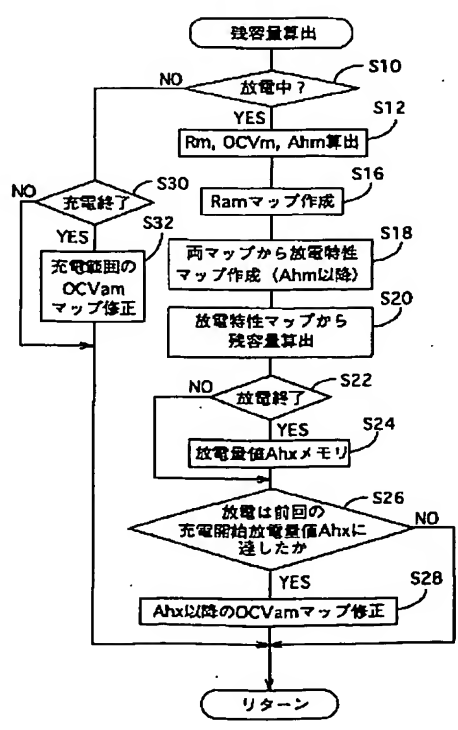 残容量算出
S10
放電中?
NO
YES
S12
Rm, OCVm, Ahm算出
S16
Ramマップ作成
S30
NO
充電終了
YES
S32
充電範囲の
OCVam
マップ修正
S18
両マップから放電特性
マップ作成（Ahm以降）
S20
放電特性マップから
残容量算出
S22
NO
放電終了
YES
S24
放電量値Ahxメモリ
S26
放電は前回の
充電開始放電量値Ahxに
達したか
NO
YES
S28
Ahx以降のOCVamマップ修正
リターン